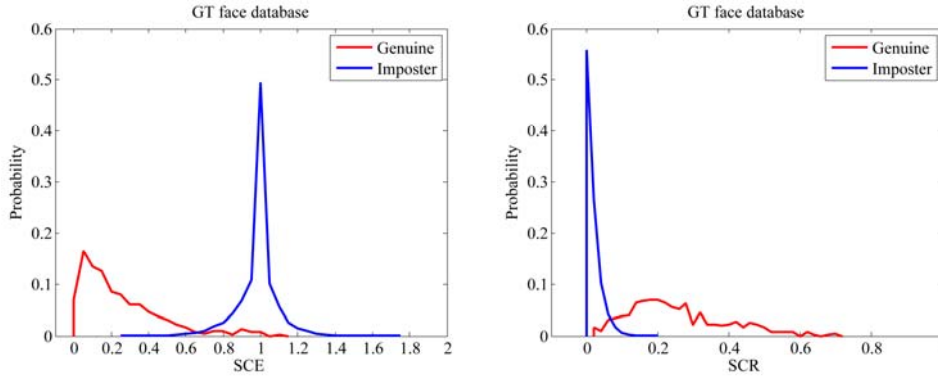 GT face database
0.6
0.5
0.4
0.3
0.2
0.1
0
Probability
Genuine
Imposter
0 0.2 0.4 0.6 0.8 1 1.2 1.4 1.6 1.8 2
SCE
GT face database
0.6
0.5
0.4
0.3
0.2
0.1
0
Probability
Genuine
Imposter
0 0.2 0.4 0.6 0.8
SCR